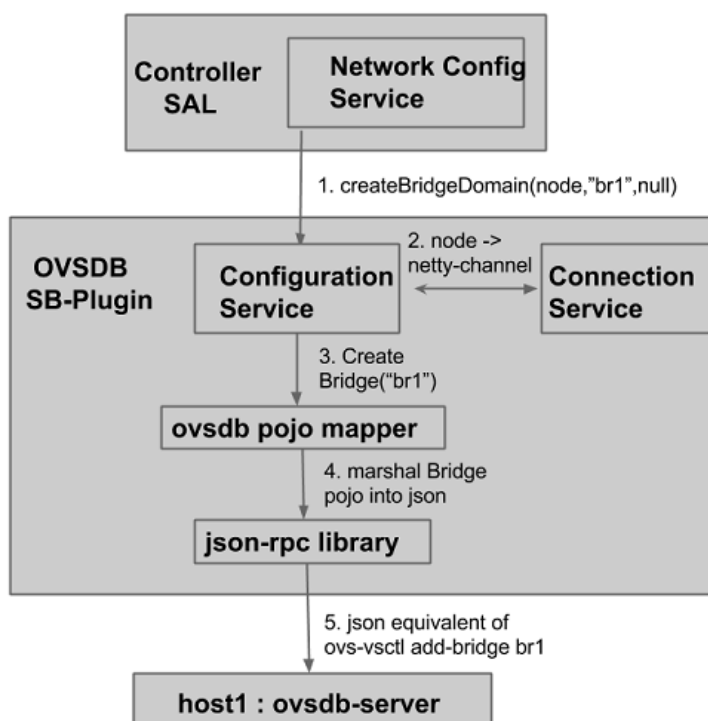 Controller
SAL
Network Config
Service
1. createBridgeDomain(node,”br1”,null)
OVSDB
SB-Plugin
Configuration
Service
2. node ->
netty-channel
Connection
Service
3. Create
Bridge(“br1”)
ovsdb pojo mapper
4. marshal Bridge
pojo into json
json-rpc library
5. json equivalent of
ovs-vsctl add-bridge br1
host1 : ovsdb-server